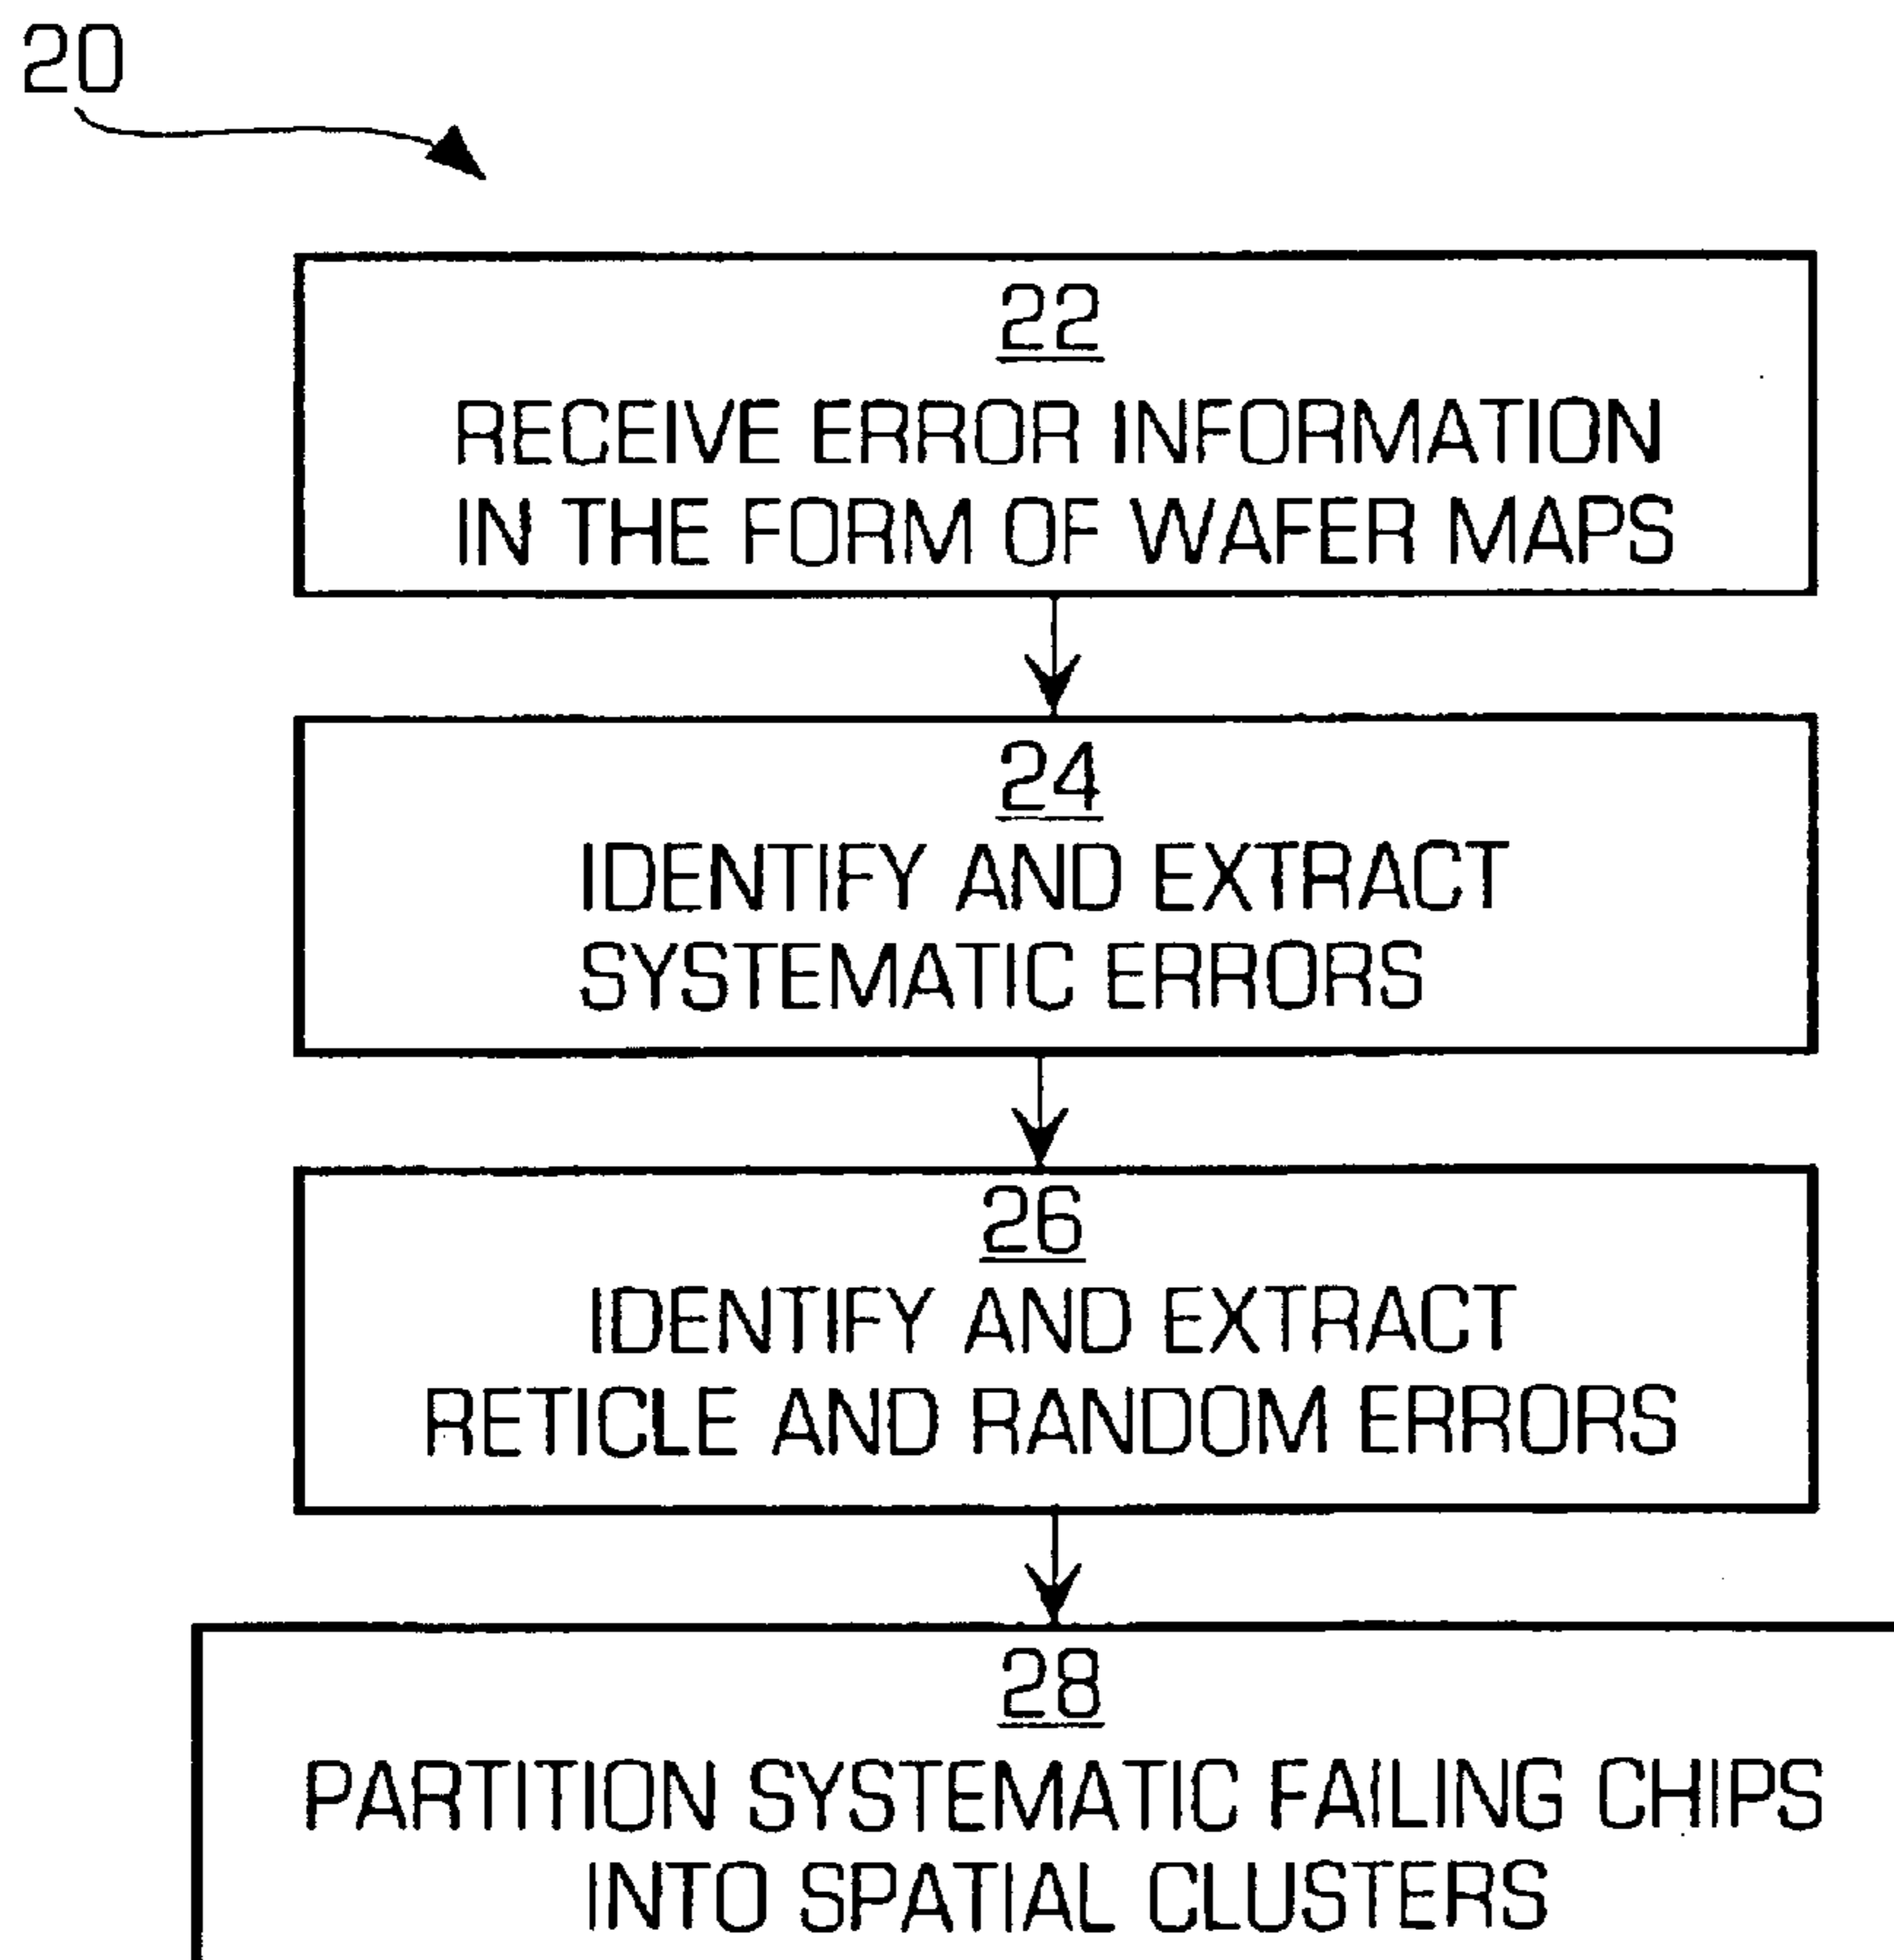 20
22
RECEIVE ERROR INFORMATION
IN THE FORM OF WAFER MAPS
24
IDENTIFY AND EXTRACT
SYSTEMATIC ERRORS
26
IDENTIFY AND EXTRACT
RETICLE AND RANDOM ERRORS
28
PARTITION SYSTEMATIC FAILING CHIPS
INTO SPATIAL CLUSTERS